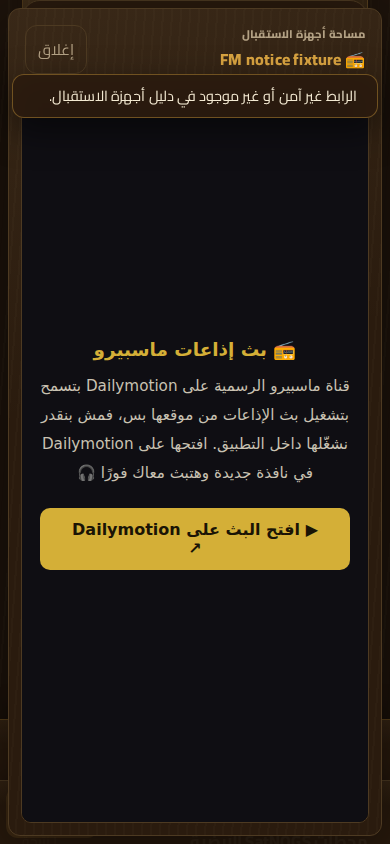 مساحة أجهزة الاستقبال
إغلاق
📻 FM notice fixture
الرابط غير آمن أو غير موجود في دليل أجهزة الاستقبال.
📻 بث إذاعات ماسبيرو
قناة ماسبيرو الرسمية على Dailymotion بتسمح
بتشغيل بث الإذاعات من موقعها بس، فمش بنقدر
نشغّلها داخل التطبيق. افتحها على Dailymotion
في نافذة جديدة وهتبث معاك فورًا 🎧
▶ افتح البث على Dailymotion
↗